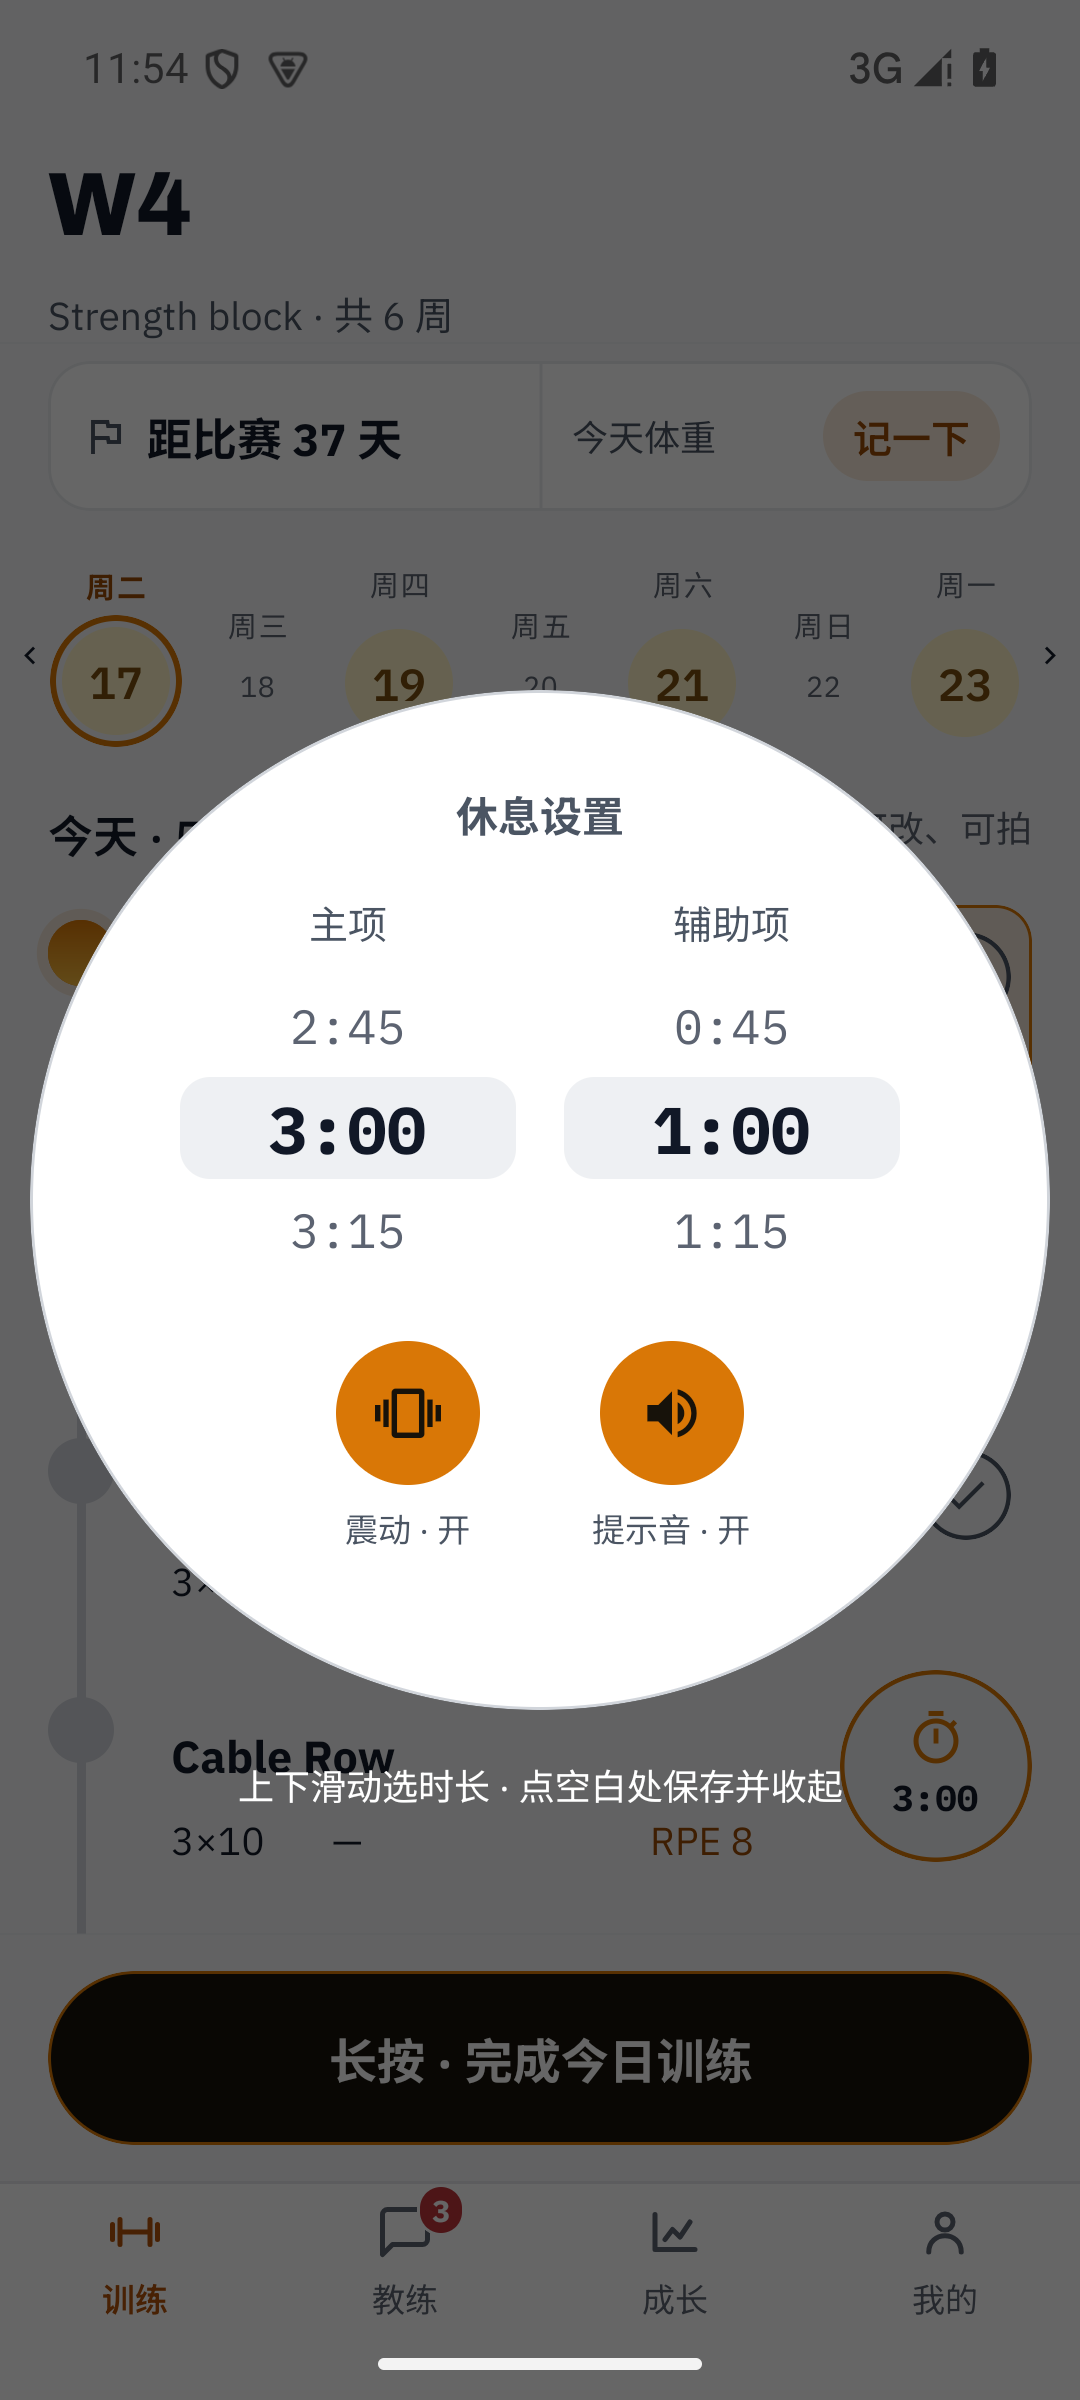 11:54
3G
W4
Strength block · 共 6 周
距比赛 37 天
今天体重
记一下
周二
周三
周四
周五
周六
周日
周一
17
18
19
20
21
22
23
今天 ·
改、可拍
休息设置
主项
辅助项
2:45
0:45
3:00
1:00
3:15
1:15
震动 · 开
提示音 · 开
3×
Cable Row
上下滑动选时长 · 点空白处保存并收起
3:00
3×10
—
RPE 8
长按 · 完成今日训练
3
训练
教练
成长
我的